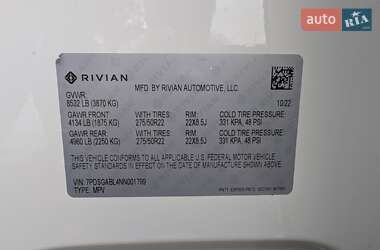 auto RIA
RIVIAN
MFD. BY RIVIAN AUTOMOTIVE, LLC.
GVWR: 10/22
8532 LB (3870 KG)
GAWR FRONT WITH TIRES: RIM: COLD TIRE PRESSURE:
4134 LB (1875 KG) 275/50R22 22X8.5J 331 KPA, 48 PSI
GAWR REAR WITH TIRES: RIM: COLD TIRE PRESSURE:
4960 LB (2250 KG) 275/50R22 22X8.5J 331 KPA, 48 PSI
THIS VEHICLE CONFORMS TO ALL APPLICABLE FEDERAL MOTOR VEHICLE
SAFETY STANDARDS IN EFFECT ON THE DATE OF MANUFACTURE SHOWN ABOVE.
VIN: 7PDSGABL4NN001799
TYPE: MPV